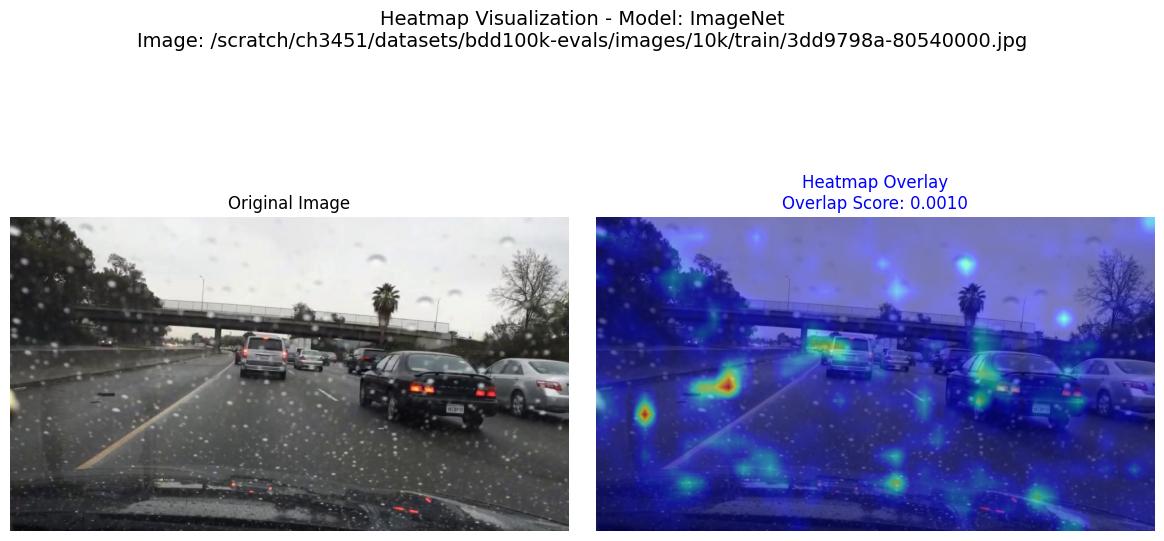 Heatmap Visualization - Model: ImageNet
Image: /scratch/ch3451/datasets/bdd100k-evals/images/10k/train/3dd9798a-80540000.jpg
Original Image
Heatmap Overlay
Overlap Score: 0.0010